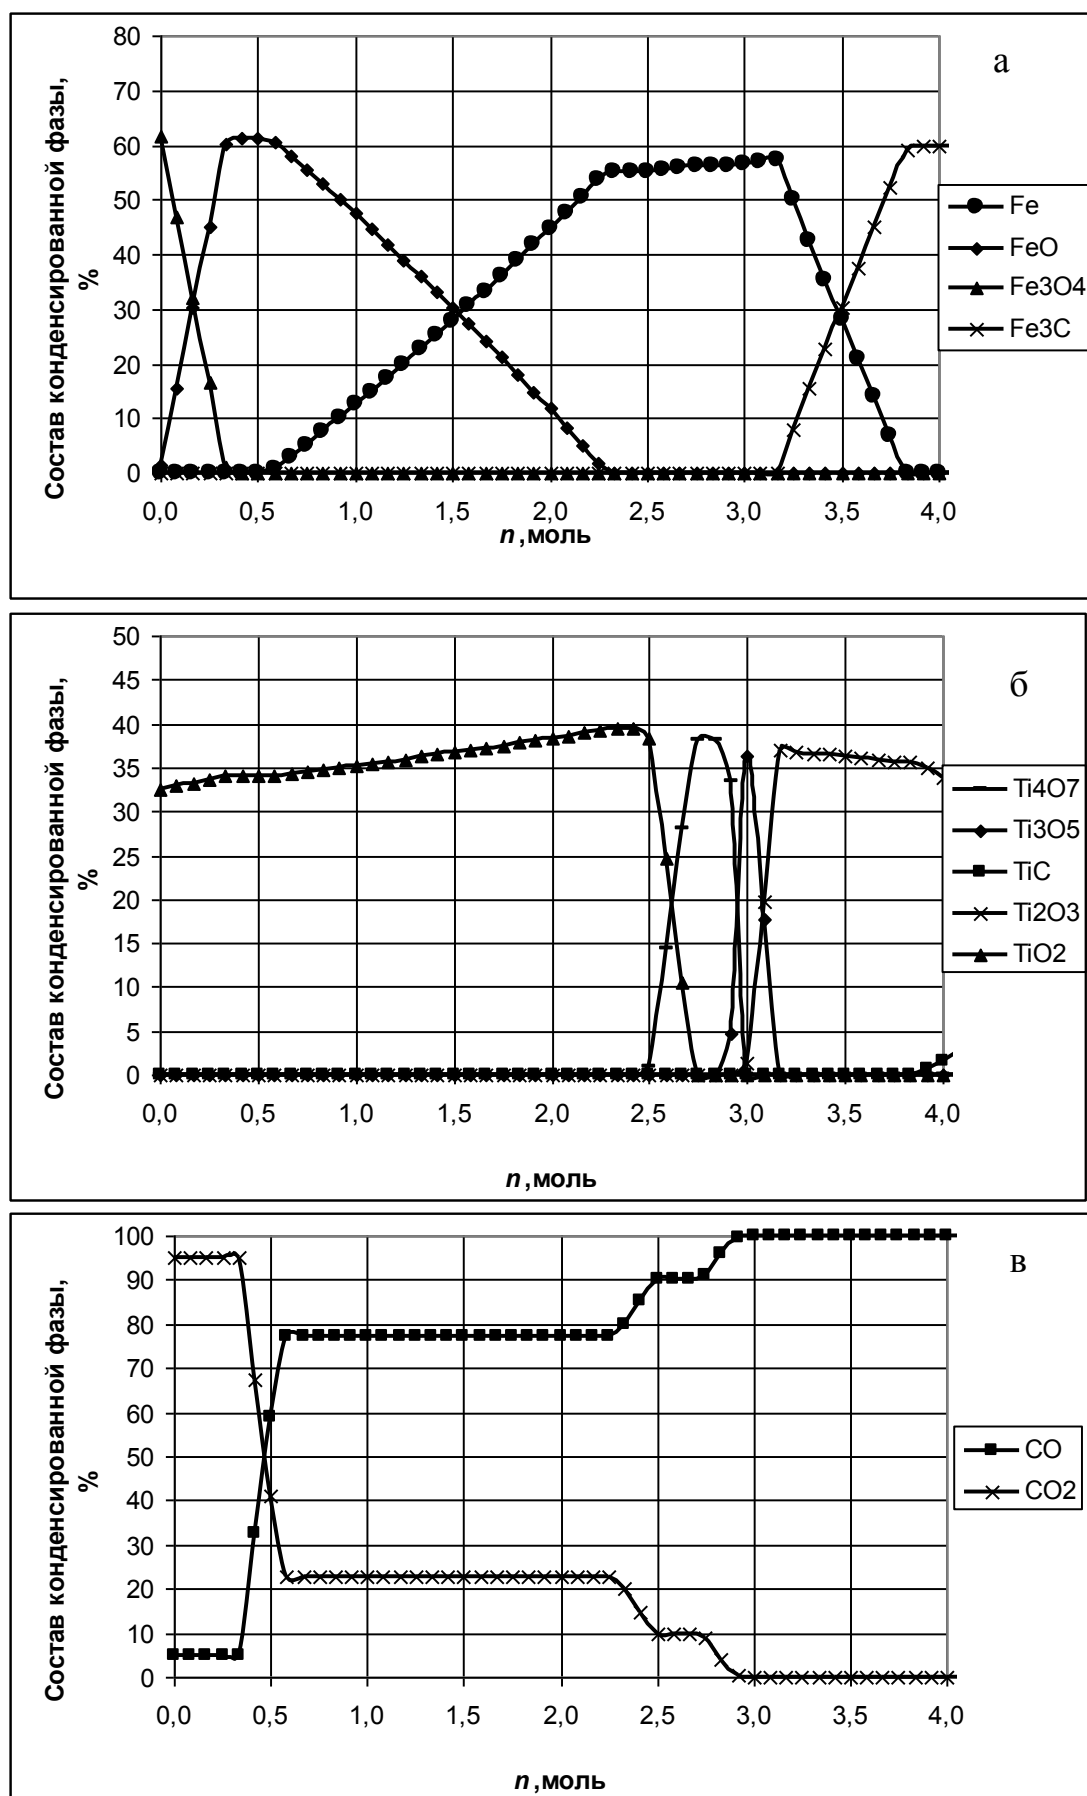 а
Состав конденсированной фазы,
%
80
70
60
50
40
30
20
10
0
0,0 0,5 1,0 1,5 2,0 2,5 3,0 3,5 4,0
n,моль
Fe
FeO
Fe3O4
Fe3C
б
Состав конденсированной фазы,
%
50
45
40
35
30
25
20
15
10
5
0
0,0 0,5 1,0 1,5 2,0 2,5 3,0 3,5 4,0
n,моль
Ti4O7
Ti3O5
TiC
Ti2O3
TiO2
в
Состав конденсированной фазы,
%
100
90
80
70
60
50
40
30
20
10
0
0,0 0,5 1,0 1,5 2,0 2,5 3,0 3,5 4,0
n,моль
CO
CO2